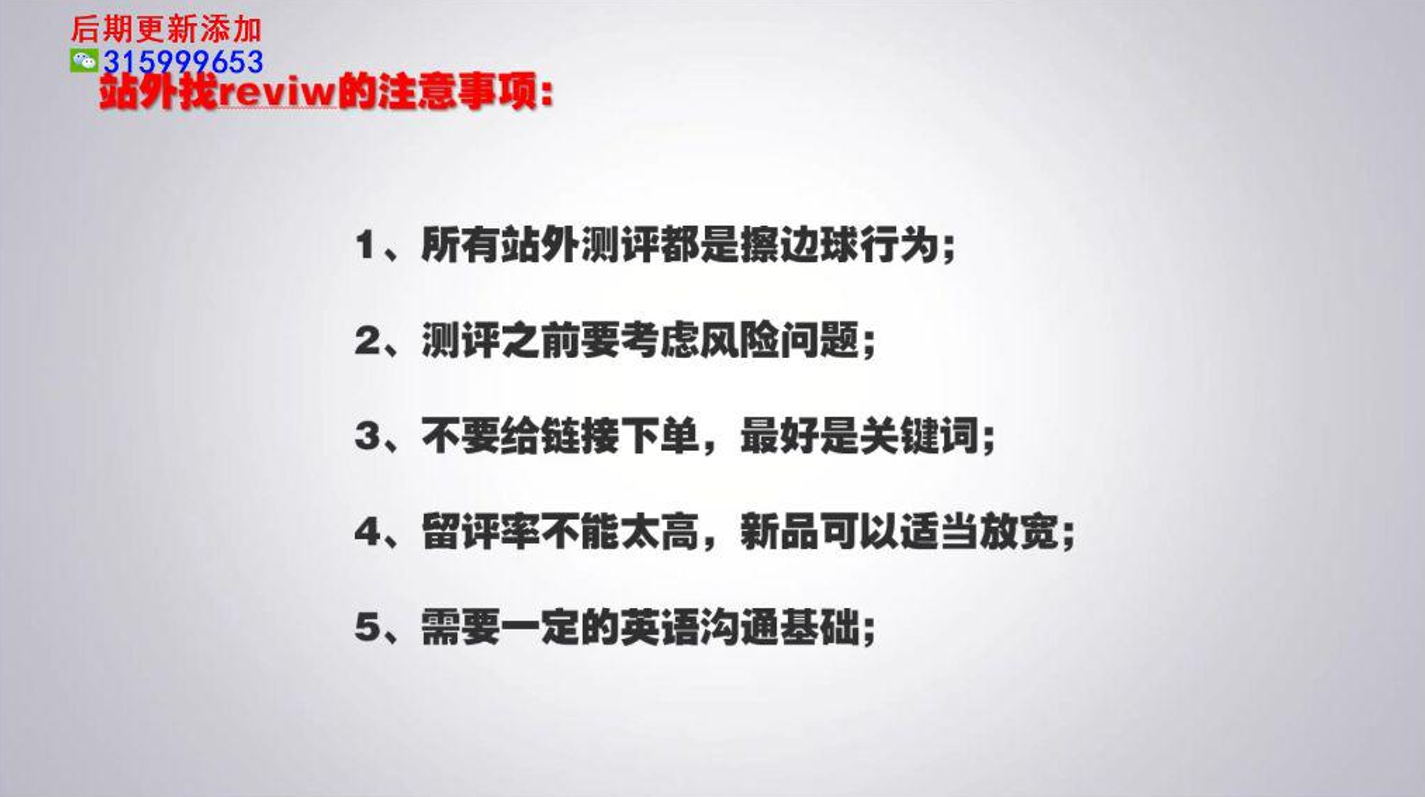 后期更新添加
315999653
站外找reviw的注意事项：
1、所有站外测评都是擦边球行为；
2、测评之前要考虑风险问题；
3、不要给链接下单，最好是关键词；
4、留评率不能太高，新品可以适当放宽；
5、需要一定的英语沟通基础；